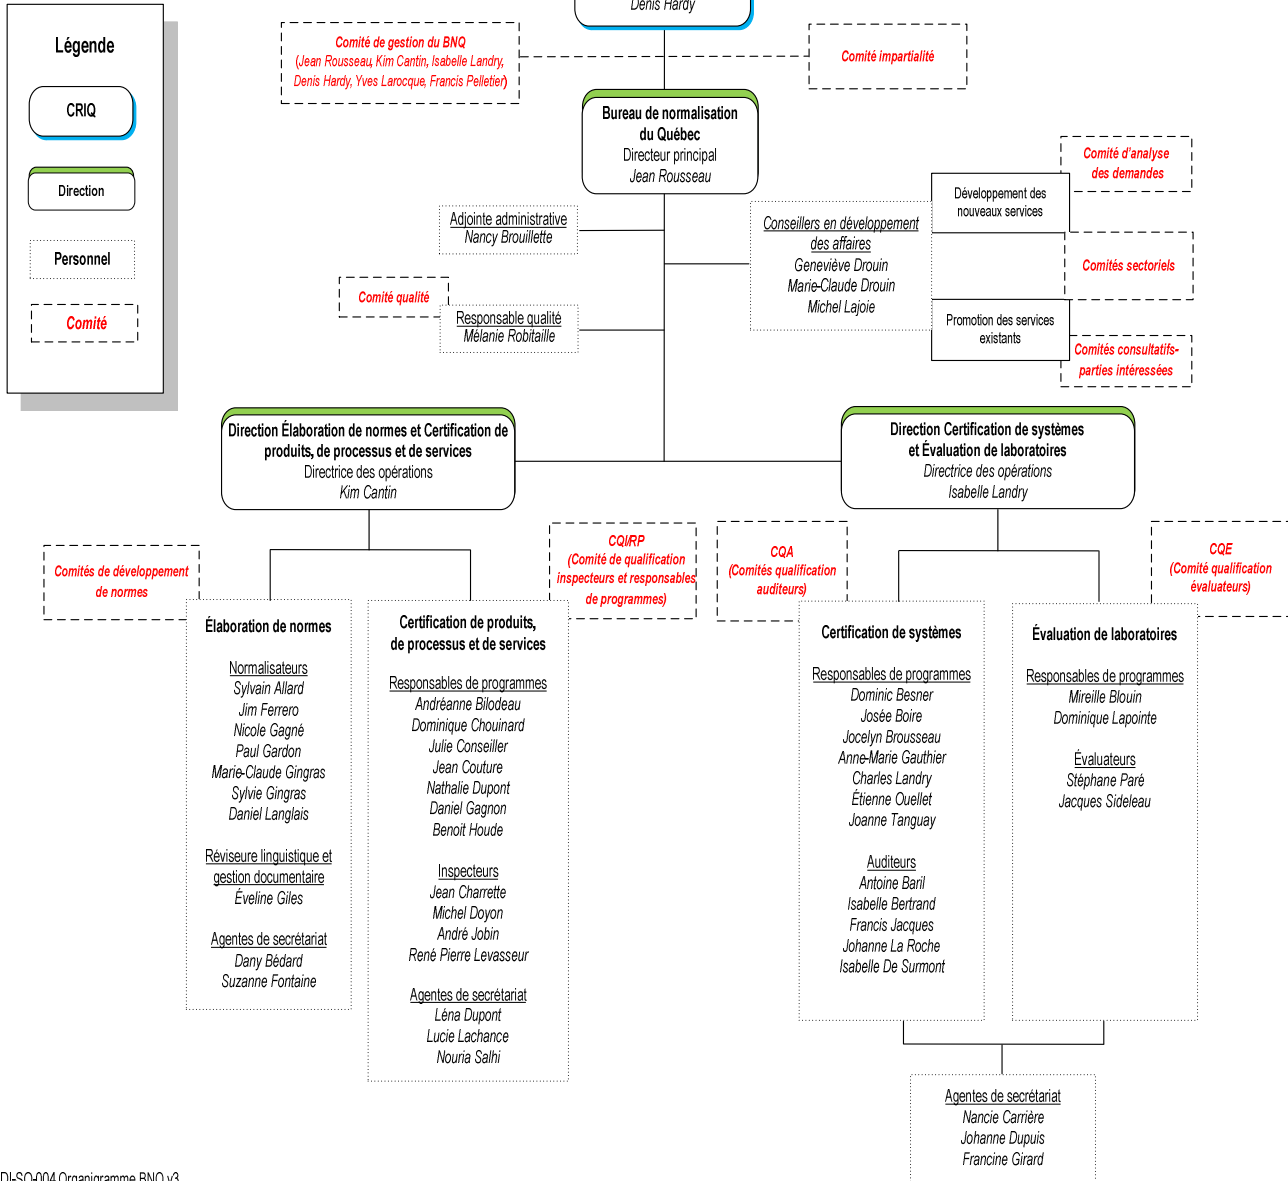 Denis Hardy
Légende
CRIQ
Direction
Personnel
Comité
Comité de gestion du BNQ
(Jean Rousseau, Kim Cantin, Isabelle Landry,
Denis Hardy, Yves Larocque, Francis Pelletier)
Comité impartialité
Bureau de normalisation
du Québec
Directeur principal
Jean Rousseau
Adjointe administrative
Nancy Brouillette
Comité qualité
Responsable qualité
Mélanie Robitaille
Conseillers en développement
des affaires
Geneviève Drouin
Marie-Claude Drouin
Michel Lajoie
Développement des
nouveaux services
Promotion des services
existants
Comité d'analyse
des demandes
Comités sectoriels
Comités consultatifs-
parties intéressées
Direction Élaboration de normes et Certification de
produits, de processus et de services
Directrice des opérations
Kim Cantin
Direction Certification de systèmes
et Évaluation de laboratoires
Directrice des opérations
Isabelle Landry
Comités de développement
de normes
CQI/RP
(Comité de qualification
inspecteurs et responsables
de programmes)
CQA
(Comités qualification
auditeurs)
CQE
(Comité qualification
évaluateurs)
Élaboration de normes
Normalisateurs
Sylvain Allard
Jim Ferrero
Nicole Gagné
Paul Gardon
Marie-Claude Gingras
Sylvie Gingras
Daniel Langlais
Réviseure linguistique et
gestion documentaire
Éveline Giles
Agentes de secrétariat
Dany Bédard
Suzanne Fontaine
Certification de produits,
de processus et de services
Responsables de programmes
Andréanne Bilodeau
Dominique Chouinard
Julie Conseiller
Jean Couture
Nathalie Dupont
Daniel Gagnon
Benoit Houde
Inspecteurs
Jean Charrette
Michel Doyon
André Jobin
René Pierre Levasseur
Agentes de secrétariat
Léna Dupont
Lucie Lachance
Nouria Salhi
Certification de systèmes
Responsables de programmes
Dominic Besner
Josée Boire
Jocelyn Brousseau
Anne-Marie Gauthier
Charles Landry
Étienne Ouellet
Joanne Tanguay
Auditeurs
Antoine Baril
Isabelle Bertrand
Francis Jacques
Johanne La Roche
Isabelle De Surmont
Évaluation de laboratoires
Responsables de programmes
Mireille Blouin
Dominique Lapointe
Évaluateurs
Stéphane Paré
Jacques Sideleau
Agentes de secrétariat
Nancie Carrière
Johanne Dupuis
Francine Girard
DI-SQ-004 Organigramme BNQ v3